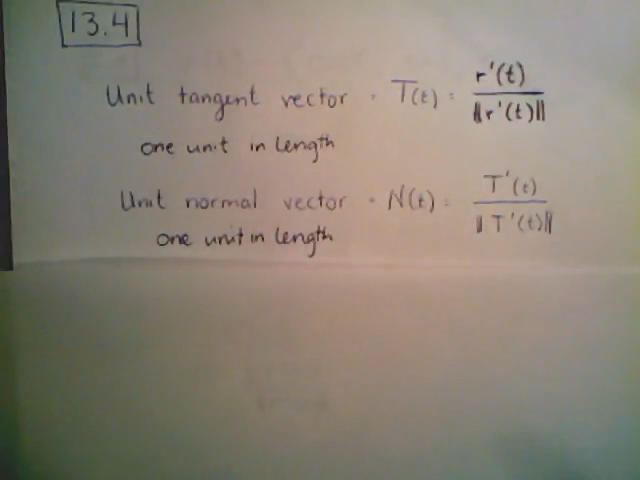 13.4
Unit tangent vector · T(t) = r'(t) / ||r'(t)||
one unit in length
Unit normal vector · N(t) = T'(t) / ||T'(t)||
one unit in length